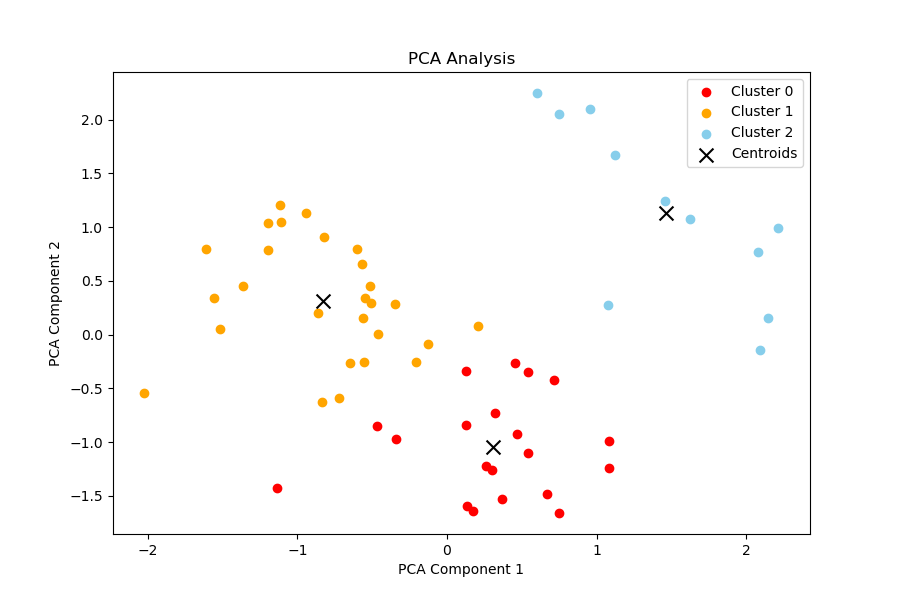 PCA Analysis
Cluster 0
Cluster 1
Cluster 2
Centroids
2.0
1.5
1.0
0.5
0.0
−0.5
−1.0
−1.5
PCA Component 2
−2
−1
0
1
2
PCA Component 1